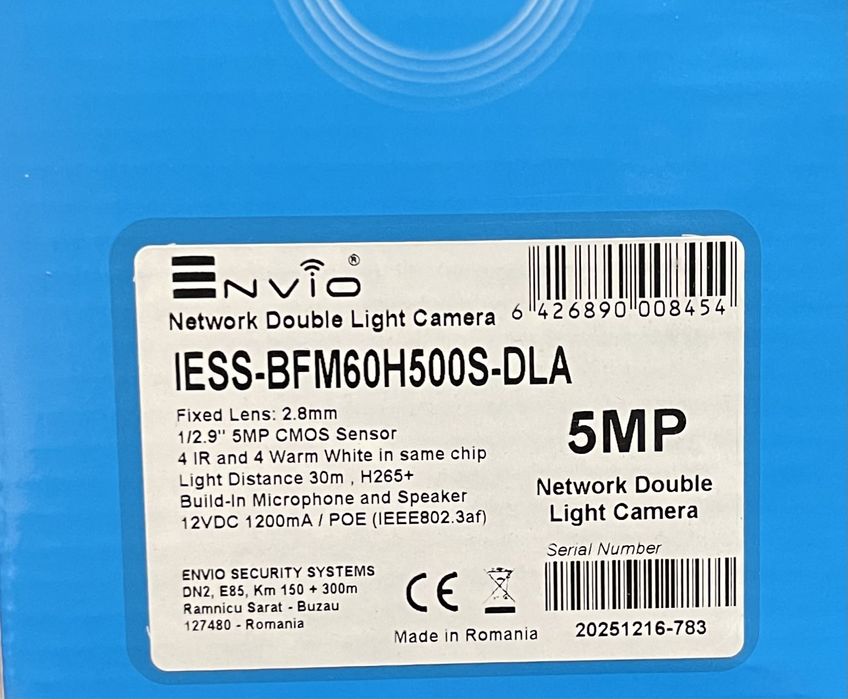 ENVIO®
6 426890 008454
Network Double Light Camera
IESS-BFM60H500S-DLA
Fixed Lens: 2.8mm
1/2.9'' 5MP CMOS Sensor
4 IR and 4 Warm White in same chip
Light Distance 30m , H265+
Build-In Microphone and Speaker
12VDC 1200mA / POE (IEEE802.3af)
5MP
Network Double
Light Camera
ENVIO SECURITY SYSTEMS
DN2, E85, Km 150 + 300m
Ramnicu Sarat - Buzau
127480 - Romania
CE
Made in Romania
Serial Number
20251216-783